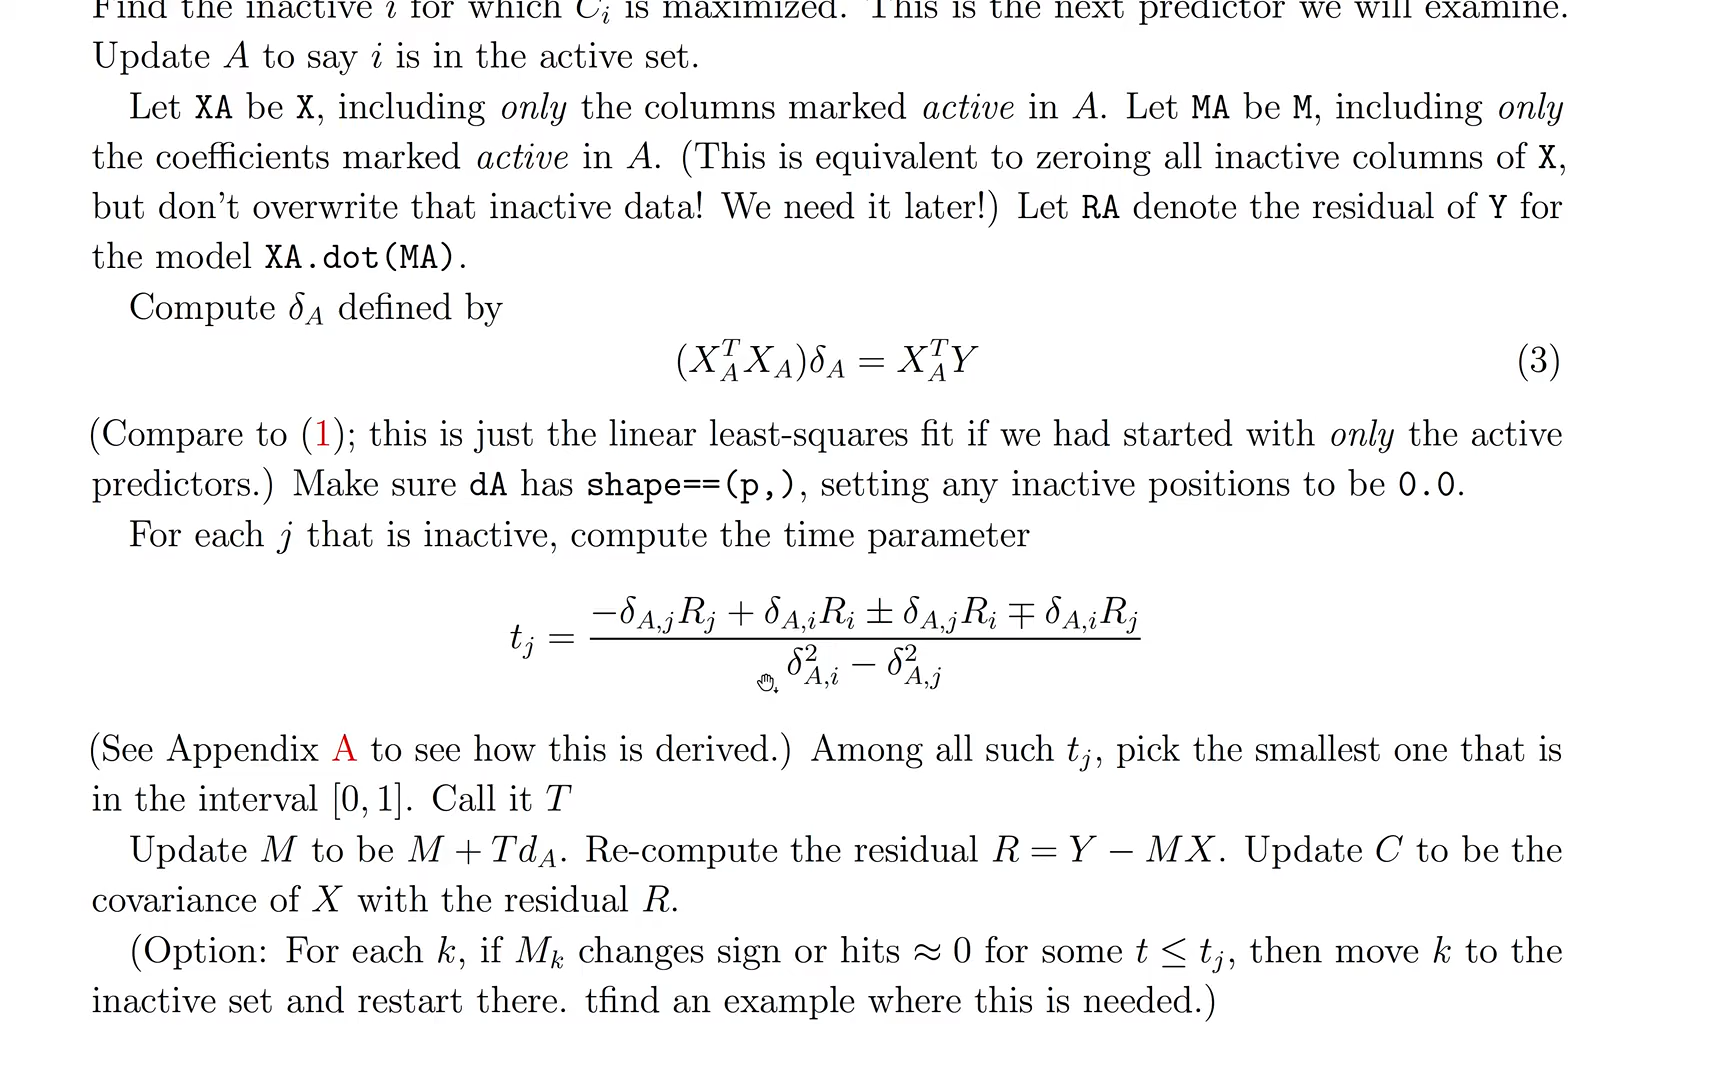 Find the inactive i for which Cᵢ is maximized. This is the next predictor we will examine.
Update A to say i is in the active set.
Let XA be X, including only the columns marked active in A. Let MA be M, including only
the coefficients marked active in A. (This is equivalent to zeroing all inactive columns of X,
but don't overwrite that inactive data! We need it later!) Let RA denote the residual of Y for
the model XA.dot(MA).
Compute δ_A defined by
(X_A^T X_A)δ_A = X_A^T Y (3)
(Compare to (1); this is just the linear least-squares fit if we had started with only the active
predictors.) Make sure dA has shape==(p,), setting any inactive positions to be 0.0.
For each j that is inactive, compute the time parameter
t_j = (−δ_{A,j}R_j + δ_{A,i}R_i ± δ_{A,j}R_i ∓ δ_{A,i}R_j) / (δ²_{A,i} − δ²_{A,j})
(See Appendix A to see how this is derived.) Among all such t_j, pick the smallest one that is
in the interval [0, 1]. Call it T
Update M to be M + Td_A. Re-compute the residual R = Y − MX. Update C to be the
covariance of X with the residual R.
(Option: For each k, if M_k changes sign or hits ≈ 0 for some t ≤ t_j, then move k to the
inactive set and restart there. tfind an example where this is needed.)